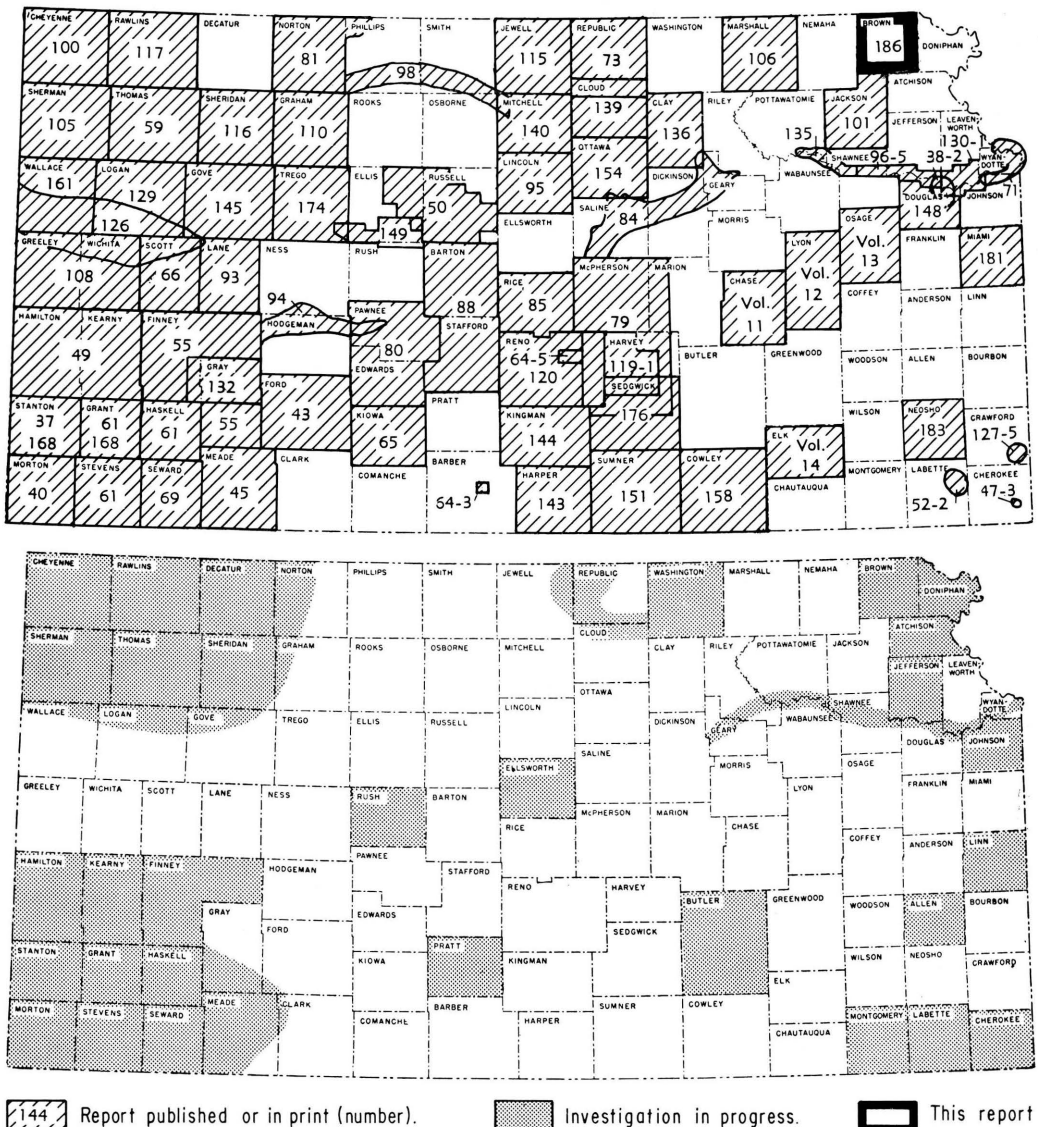 CHEYENNE RAWLINS DECATUR NORTON PHILLIPS SMITH JEWELL REPUBLIC WASHINGTON MARSHALL NEMAHA BROWN
100 117 81 115 73 106 186 DONIPHAN
98 CLOUD ATCHISON
SHERMAN THOMAS SHERIDAN GRAHAM ROOKS OSBORNE MITCHELL 139 CLAY RILEY POTTAWATOMIE JACKSON
105 59 116 110 140 136 135 101 JEFFERSON LEAVEN WORTH
OTTAWA 130-
LINCOLN SHAWNEE 96-5 38-2 WYAN- DOTTE
WALLACE LOGAN GOVE TREGO ELLIS RUSSELL 95 154 DICKINSON GEARY WABAUNSEE DOUGLAS JOHNSON 71
161 129 145 174 50 SALINE 84 148
126 149 ELLSWORTH MORRIS OSAGE
GREELEY WICHITA SCOTT LANE NESS RUSH BARTON McPHERSON MARION LYON Vol. 13 FRANKLIN MIAMI
108 66 93 88 RICE 85 CHASE Vol. 12 181
94 PAWNEE 79 Vol. 11 COFFEY ANDERSON LINN
HAMILTON KEARNY FINNEY HODGEMAN STAFFORD RENO HARVEY
49 55 80 64-5 119-1 BUTLER GREENWOOD WOODSON ALLEN BOURBON
GRAY 132 EDWARDS 120 SEDGWICK
STANTON GRANT HASKELL FORD PRATT 176
37 61 61 55 43 KIOWA KINGMAN WILSON NEOSHO CRAWFORD
168 168 65 144 ELK Vol. 14 183 127-5
MORTON STEVENS SEWARD MEADE CLARK COMANCHE BARBER HARPER SUMNER COWLEY MONTGOMERY LABETTE CHEROKEE
40 61 69 45 54-3 143 151 158 CHAUTAUQUA 52-2 47-3
CHEYENNE RAWLINS DECATUR NORTON PHILLIPS SMITH JEWELL REPUBLIC WASHINGTON MARSHALL NEMAHA BROWN
DONIPHAN
CLOUD ATCHISON
SHERMAN THOMAS SHERIDAN GRAHAM ROOKS OSBORNE MITCHELL CLAY RILEY POTTAWATOMIE JACKSON
JEFFERSON LEAVEN WORTH
OTTAWA
LINCOLN SHAWNEE WYAN- DOTTE
WALLACE LOGAN GOVE TREGO ELLIS RUSSELL DICKINSON GEARY WABAUNSEE
SALINE DOUGLAS JOHNSON
ELLSWORTH MORRIS OSAGE
GREELEY WICHITA SCOTT LANE NESS RUSH BARTON LYON FRANKLIN MIAMI
RICE McPHERSON MARION CHASE
PAWNEE COFFEY ANDERSON LINN
HAMILTON KEARNY FINNEY HODGEMAN STAFFORD
RENO HARVEY BUTLER GREENWOOD WOODSON ALLEN BOURBON
GRAY EDWARDS
FORD SEDGWICK
STANTON GRANT HASKELL PRATT WILSON NEOSHO
KIOWA KINGMAN CRAWFORD
ELK
MORTON STEVENS SEWARD MEADE CLARK BARBER SUMNER COWLEY MONTGOMERY LABETTE CHEROKEE
COMANCHE HARPER CHAUTAUQUA
144 Report published or in print (number). Investigation in progress. This report